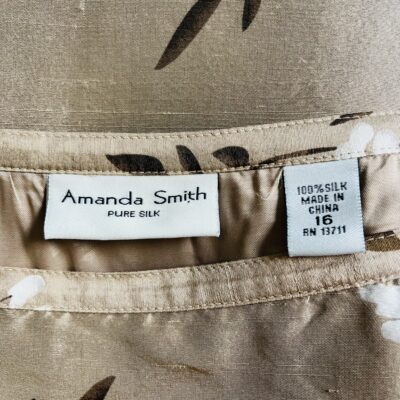 Amanda Smith
PURE SILK
100% SILK
MADE IN
CHINA
16
RN 13711